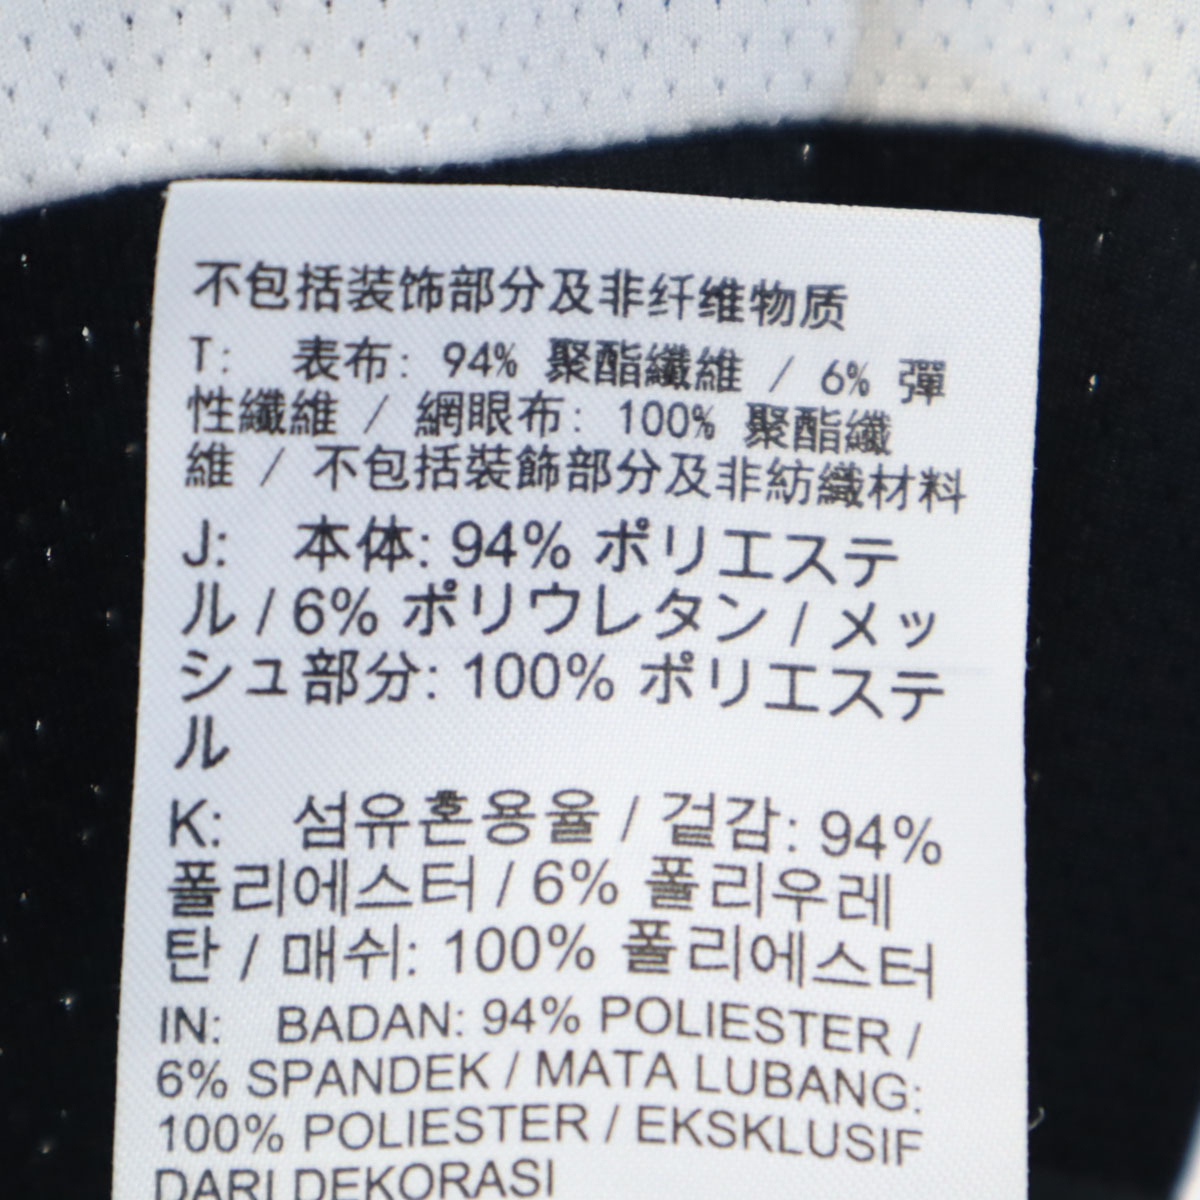 不包括装饰部分及非纤维物质
T: 表布: 94% 聚酯纖維 / 6% 彈
性纖維 / 網眼布: 100% 聚酯纖
維 / 不包括裝飾部分及非紡織材料
J: 本体: 94% ポリエステ
ル / 6% ポリウレタン / メッ
シュ部分: 100% ポリエステ
ル
K: 섬유혼용율 / 겉감: 94%
폴리에스터 / 6% 폴리우레
탄 / 매쉬: 100% 폴리에스터
IN: BADAN: 94% POLIESTER /
6% SPANDEK / MATA LUBANG:
100% POLIESTER / EKSKLUSIF
DARI DEKORASI